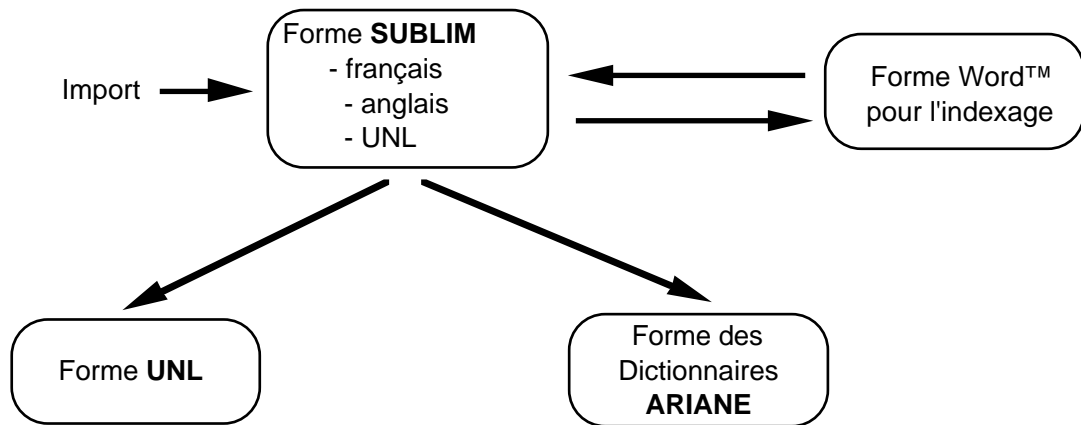 Forme SUBLIM
- français
- anglais
- UNL
Import
Forme Word™
pour l'indexage
Forme UNL
Forme des
Dictionnaires
ARIANE